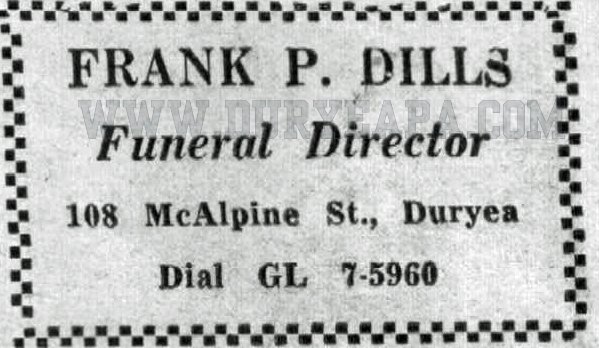 FRANK P. DILLS
WWW.DURYEAPA.COM
Funeral Director
108 McAlpine St., Duryea
Dial GL 7-5960